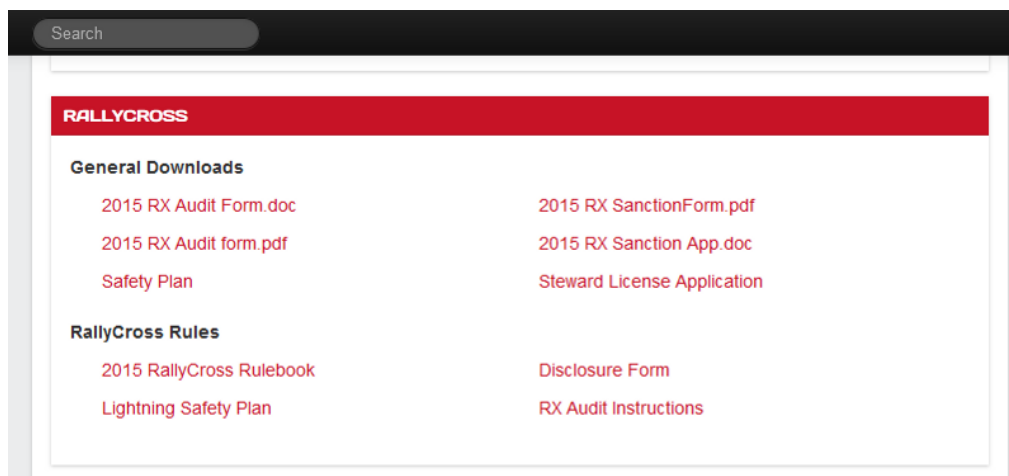 Search
RALLYCROSS
General Downloads
2015 RX Audit Form.doc
2015 RX SanctionForm.pdf
2015 RX Audit form.pdf
2015 RX Sanction App.doc
Safety Plan
Steward License Application
RallyCross Rules
2015 RallyCross Rulebook
Disclosure Form
Lightning Safety Plan
RX Audit Instructions